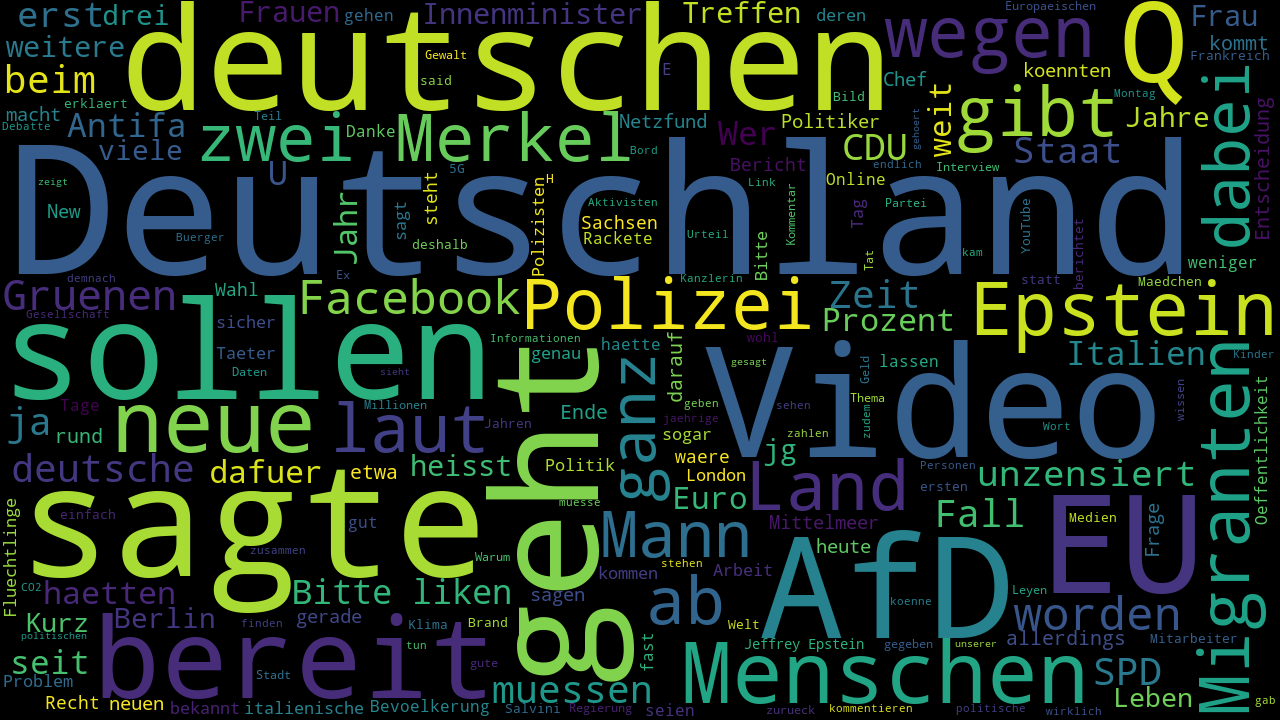 erst drei
Frauen gehen
Innenminister
Treffen deren
Europaeischen
Frau
weitere
deutschen
wegen
Q
kommt
Frankreich
beim
Gewalt
said
E
Chef
koennten
macht erklaert
Bild
Montag
Debatte
Antifa
Teil
zwei
Danke
Merkel
Netzfund
Wer
Politiker
CDU
weit
gibt
Jahre
dabei
Entscheidung
gehoert
viele
U
5G
Bord
Bericht
endlich
Interview
Staat
zeigt
Deutschland
New
Buerger
Jahr
sagt
steht
Polizisten
H
Aktivisten
Link
Online
Partei
Sachsen
Rackete
Urteil
Kommentar
Tag
YouTube
berichtet
deshalb
Bitte
Tat
kam
weniger
demnach
Ex
Kanzlerin
statt
Maedchen
Gruenen
Wahl
Facebook
Polizei
Zeit
Prozent
Epstein
Gesellschaft
sollen
sicher
Informationen
haette
wohl
Italien
Kinder
Taeter
genau
darauf
gesagt
Geld
lassen
Daten
sieht
geht
ganz
Video
Thema
wissen
Migranten
Oeffentlichkeit
ja
Tage
neue
laut
Millionen
Jahren
Ende
geben
jaehrige
sehen
zudem
rund
sogar
zahlen
jg
Wort
deutsche
dafuer
etwa
heisst
Politik
waere
London
Personen
unzensiert
sagte
Euro
Land
ersten
muesse
Fluechtlinge
einfach
gut
Mann
Mittelmeer
Fall
EU
Medien
Frage
zusammen
Warum
heute
AfD
CO2
haetten
Bitte liken
sagen
kommen
stehen
Arbeit
koenne
Leyen
Kurz
Berlin
finden
gerade
Klima
Brand
ab
Welt
worden
politischen
bereit
tun
fast
Jeffrey Epstein
gegeben
unserer
allerdings
Mitarbeiter
seit
gute
Menschen
SPD
Problem
Stadt
muessen
Leben
Recht
neuen
bekannt
italienische
Bevoelkerung
Salvini
Regierung
seien
zurueck
kommentieren
politische
wirklich
gab